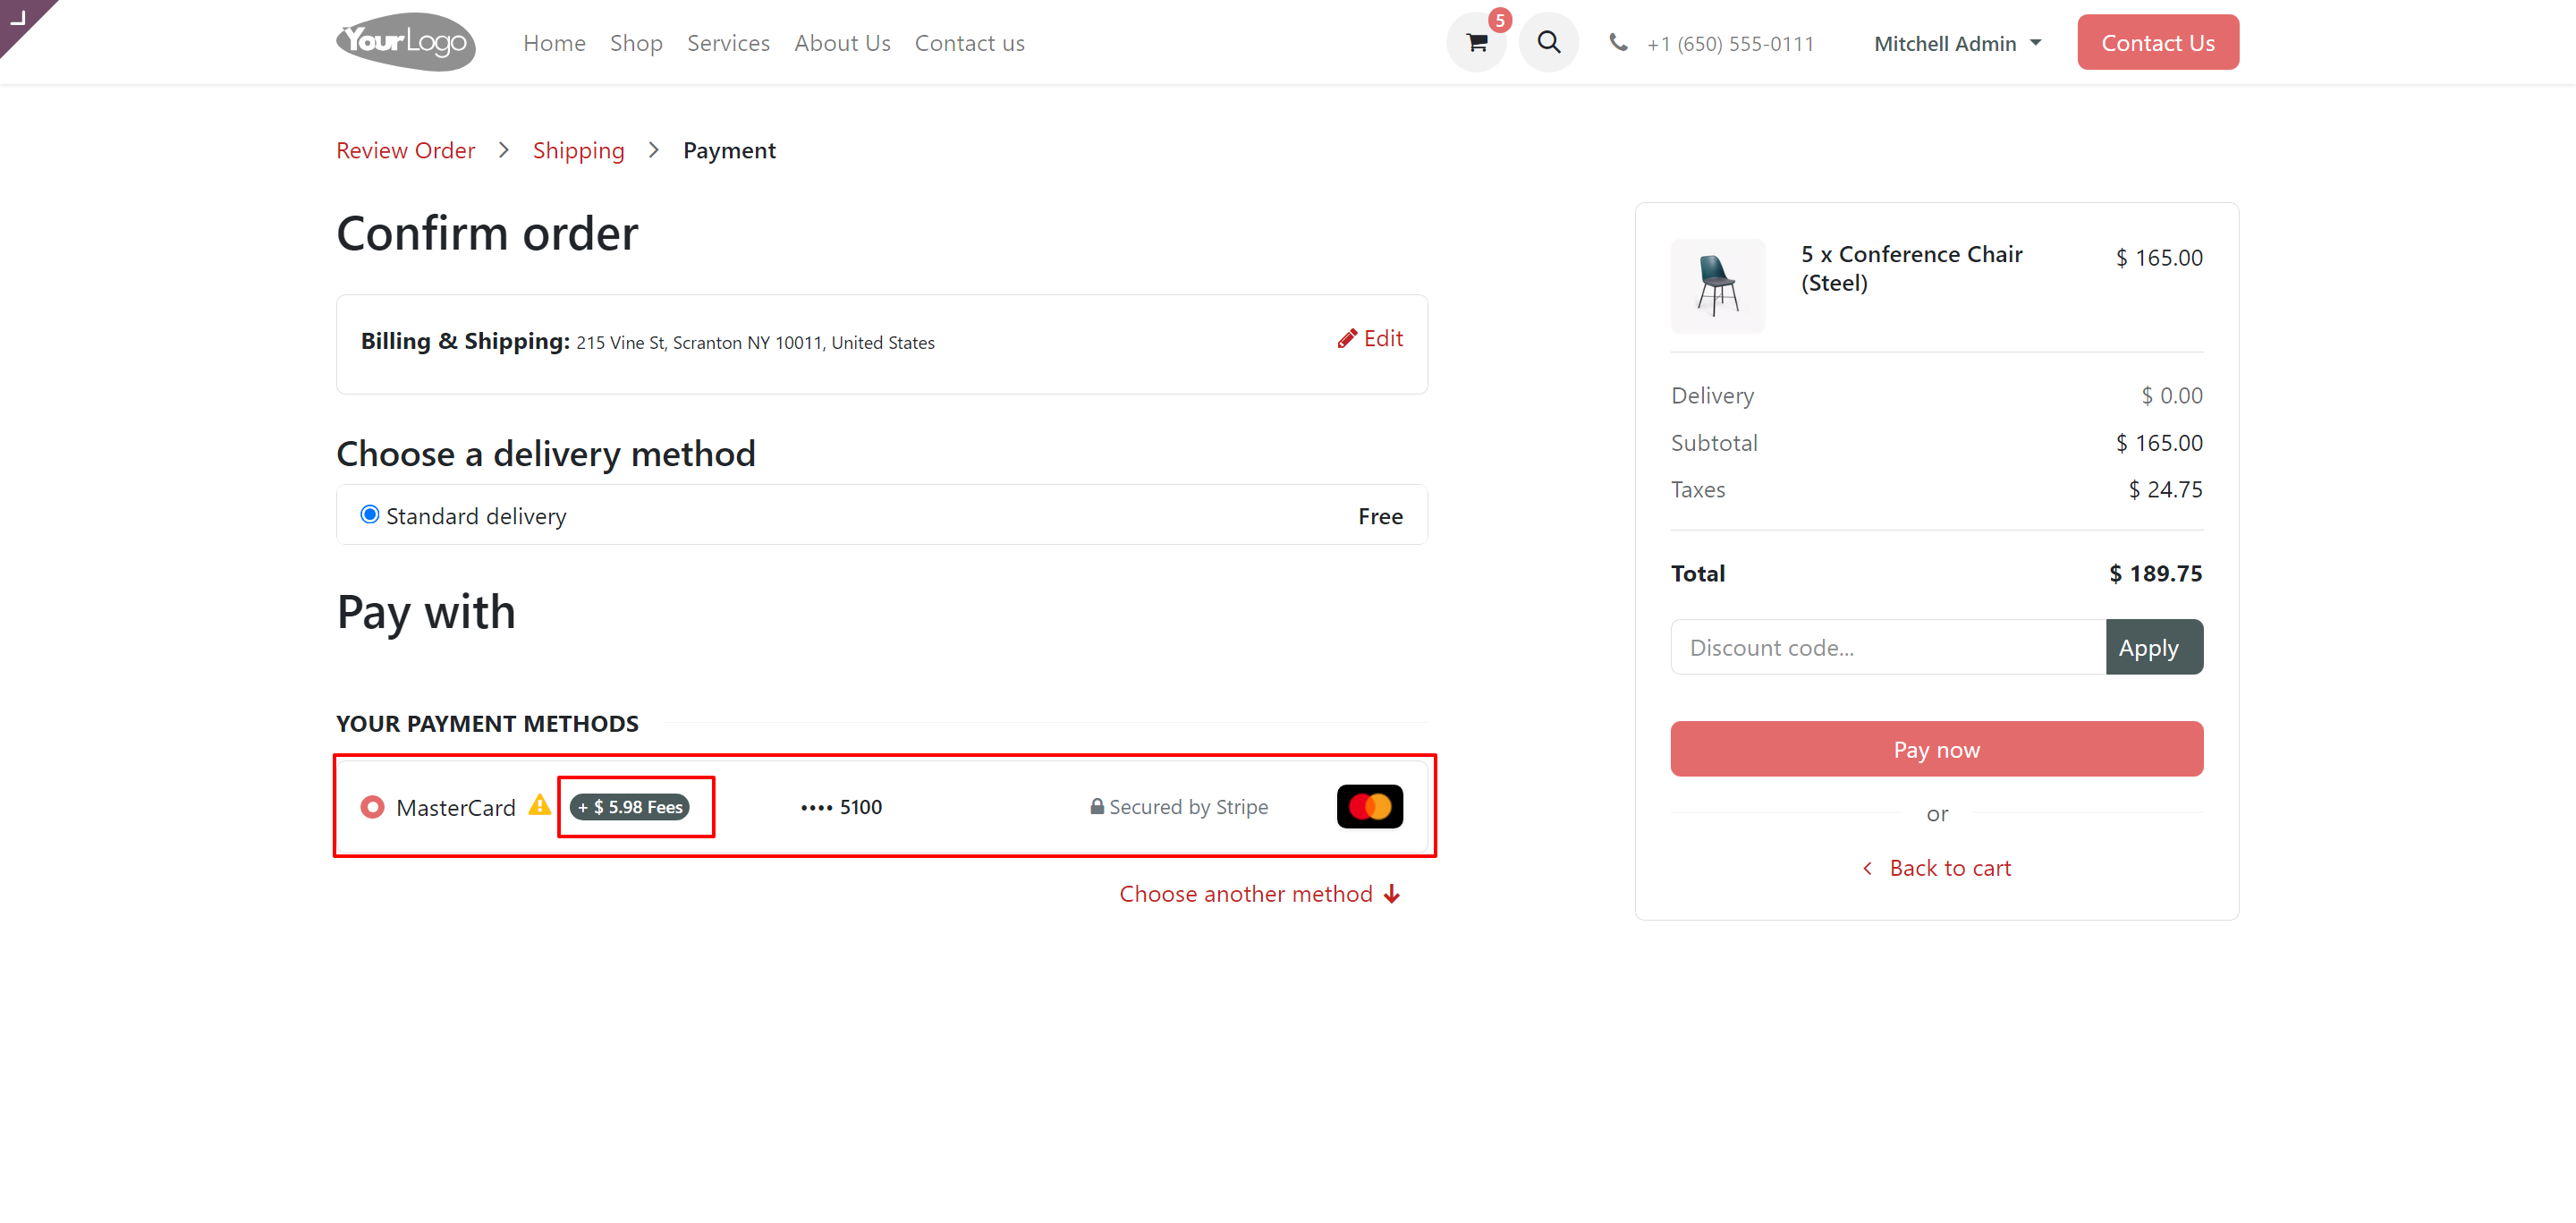 YourLogo
Home
Shop
Services
About Us
Contact us
5
+1 (650) 555-0111
Mitchell Admin
Contact Us
Review Order > Shipping > Payment
Confirm order
Billing & Shipping: 215 Vine St, Scranton NY 10011, United States
Edit
Choose a delivery method
Standard delivery
Free
Pay with
YOUR PAYMENT METHODS
MasterCard
+ $ 5.98 Fees
•••• 5100
Secured by Stripe
Choose another method
5 x Conference Chair
(Steel)
$ 165.00
Delivery
$ 0.00
Subtotal
$ 165.00
Taxes
$ 24.75
Total
$ 189.75
Discount code...
Apply
Pay now
or
Back to cart